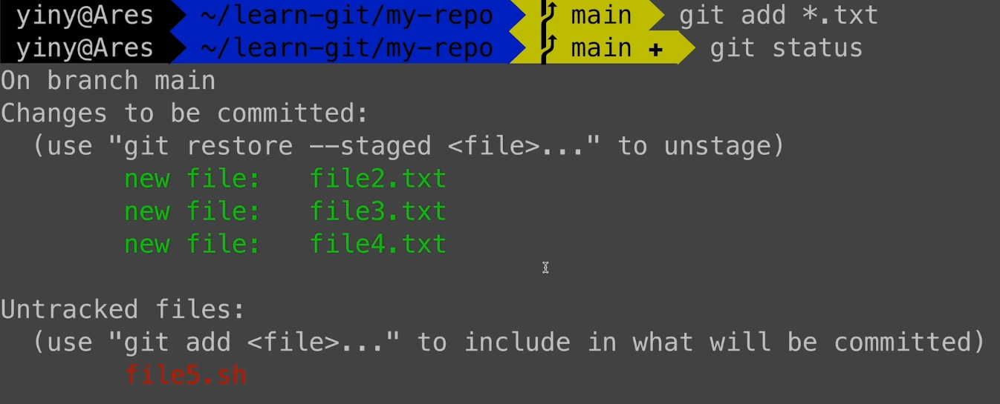 yiny@Ares ~/learn-git/my-repo main git add *.txt
yiny@Ares ~/learn-git/my-repo main + git status
On branch main
Changes to be committed:
  (use "git restore --staged <file>..." to unstage)
        new file:   file2.txt
        new file:   file3.txt
        new file:   file4.txt
Untracked files:
  (use "git add <file>..." to include in what will be committed)
        file5.sh